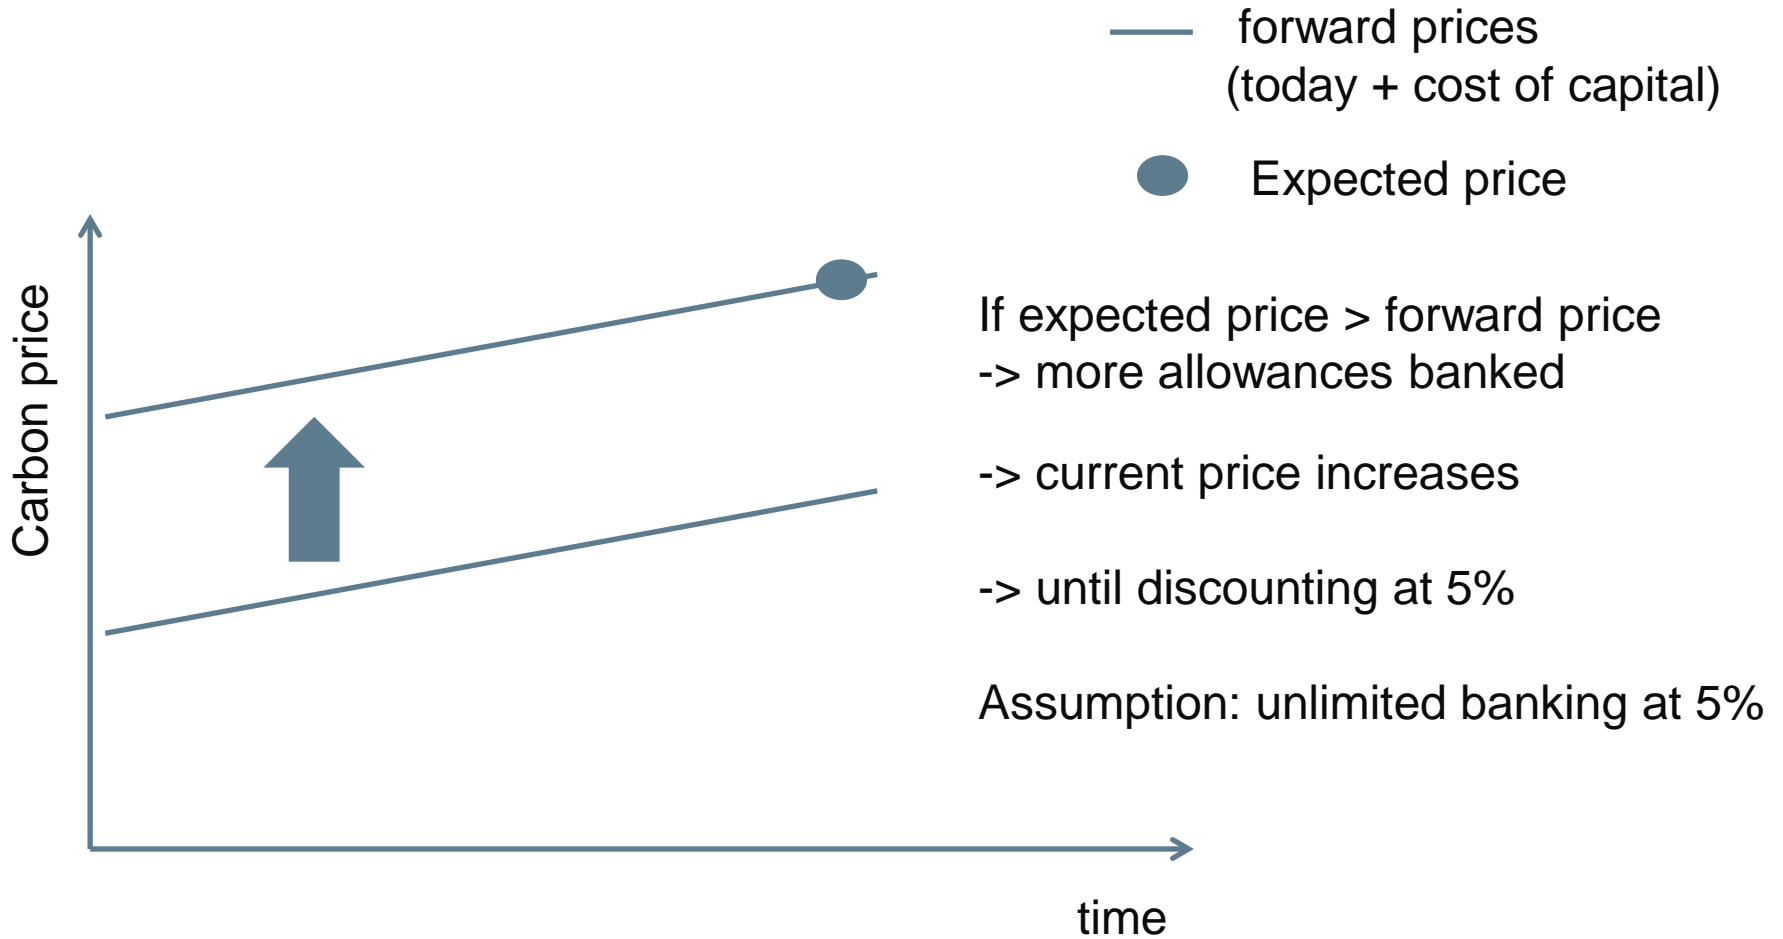 forward prices
(today + cost of capital)
Expected price
Carbon price
If expected price > forward price
-> more allowances banked
-> current price increases
-> until discounting at 5%
Assumption: unlimited banking at 5%
time